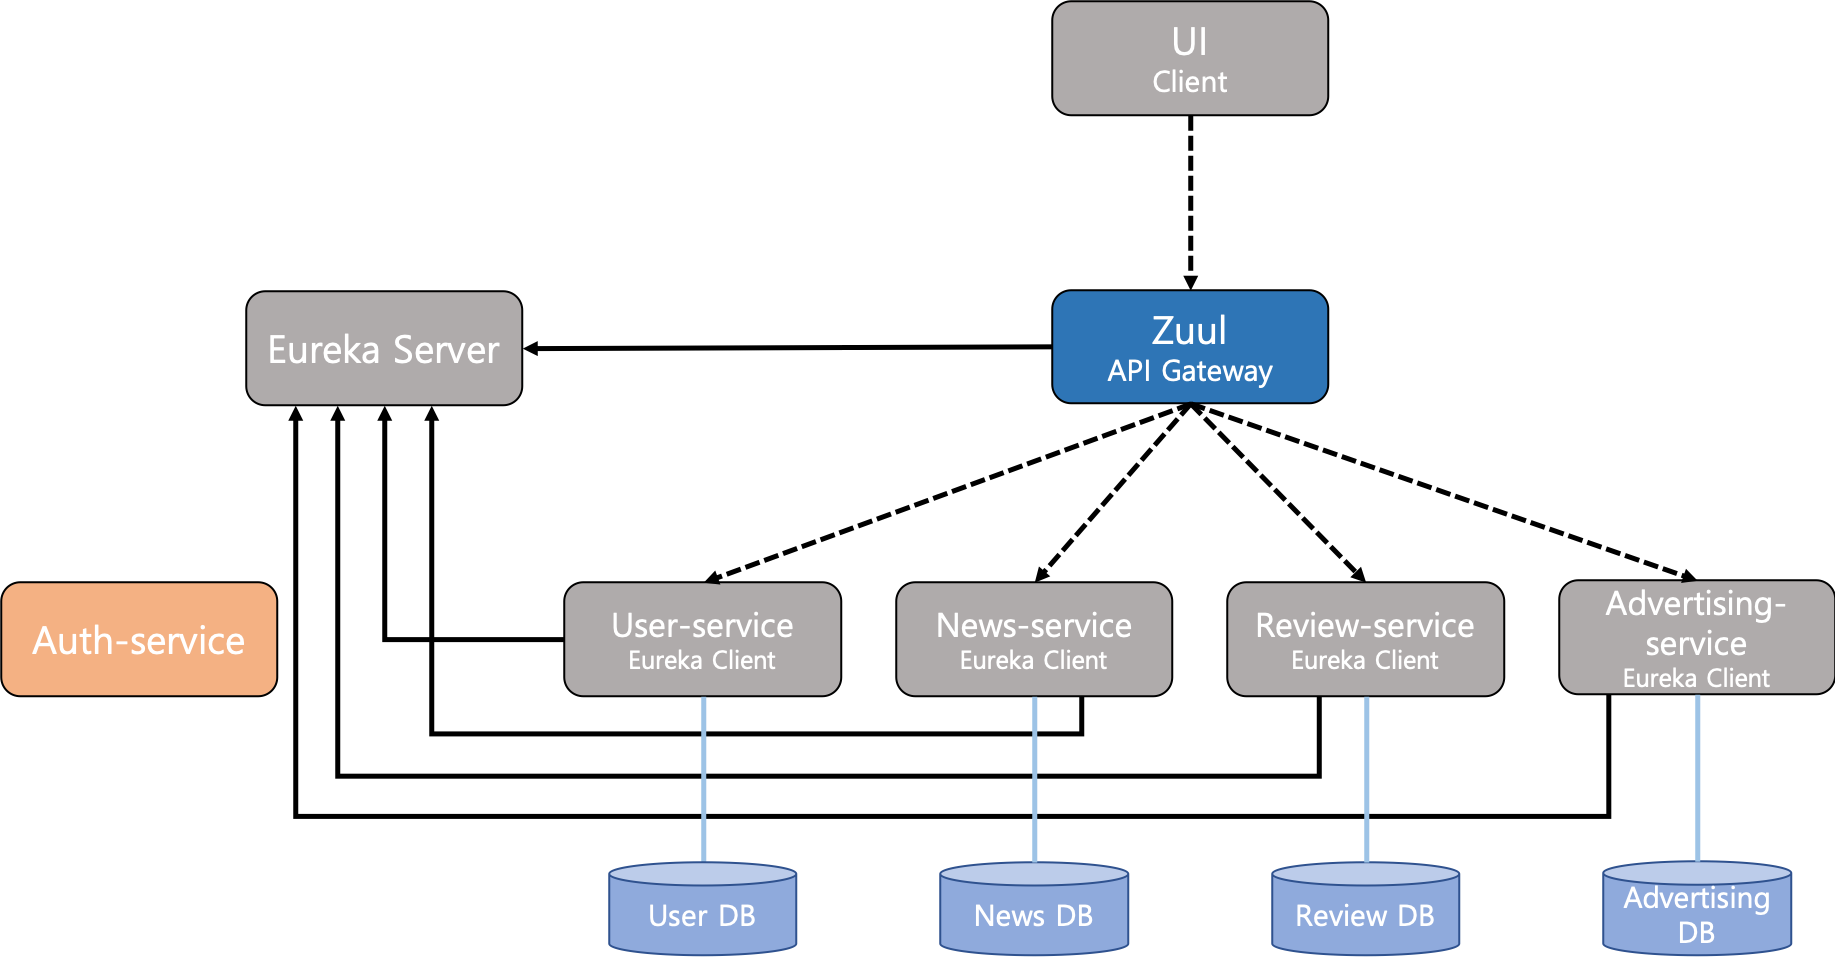 UI
Client
Eureka Server
Zuul
API Gateway
Auth-service
User-service
Eureka Client
News-service
Eureka Client
Review-service
Eureka Client
Advertising-
service
Eureka Client
User DB
News DB
Review DB
Advertising
DB